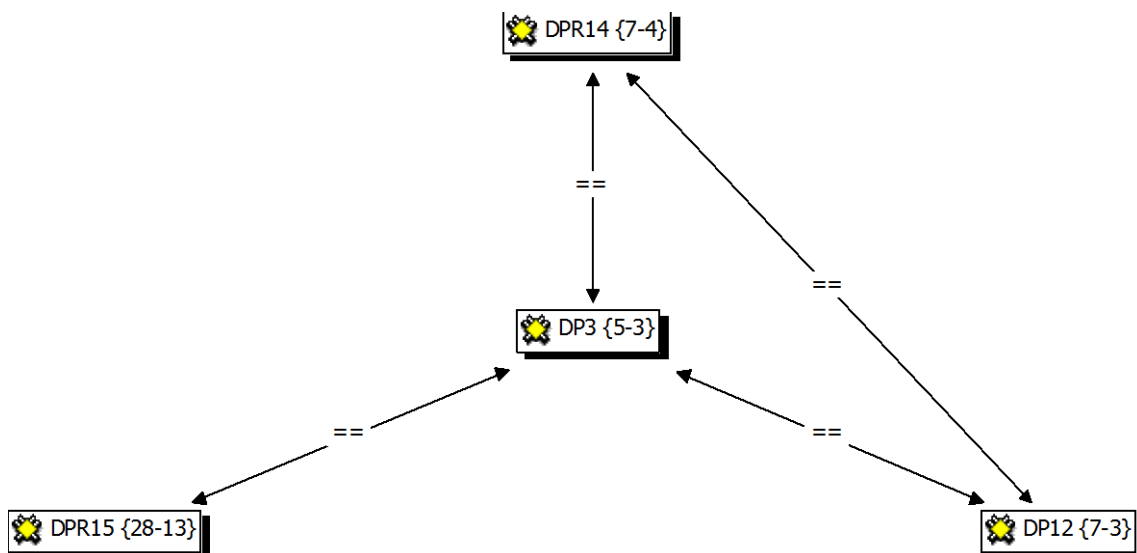 DPR14 {7-4}
==
==
DP3 {5-3}
==
==
DPR15 {28-13}
DP12 {7-3}